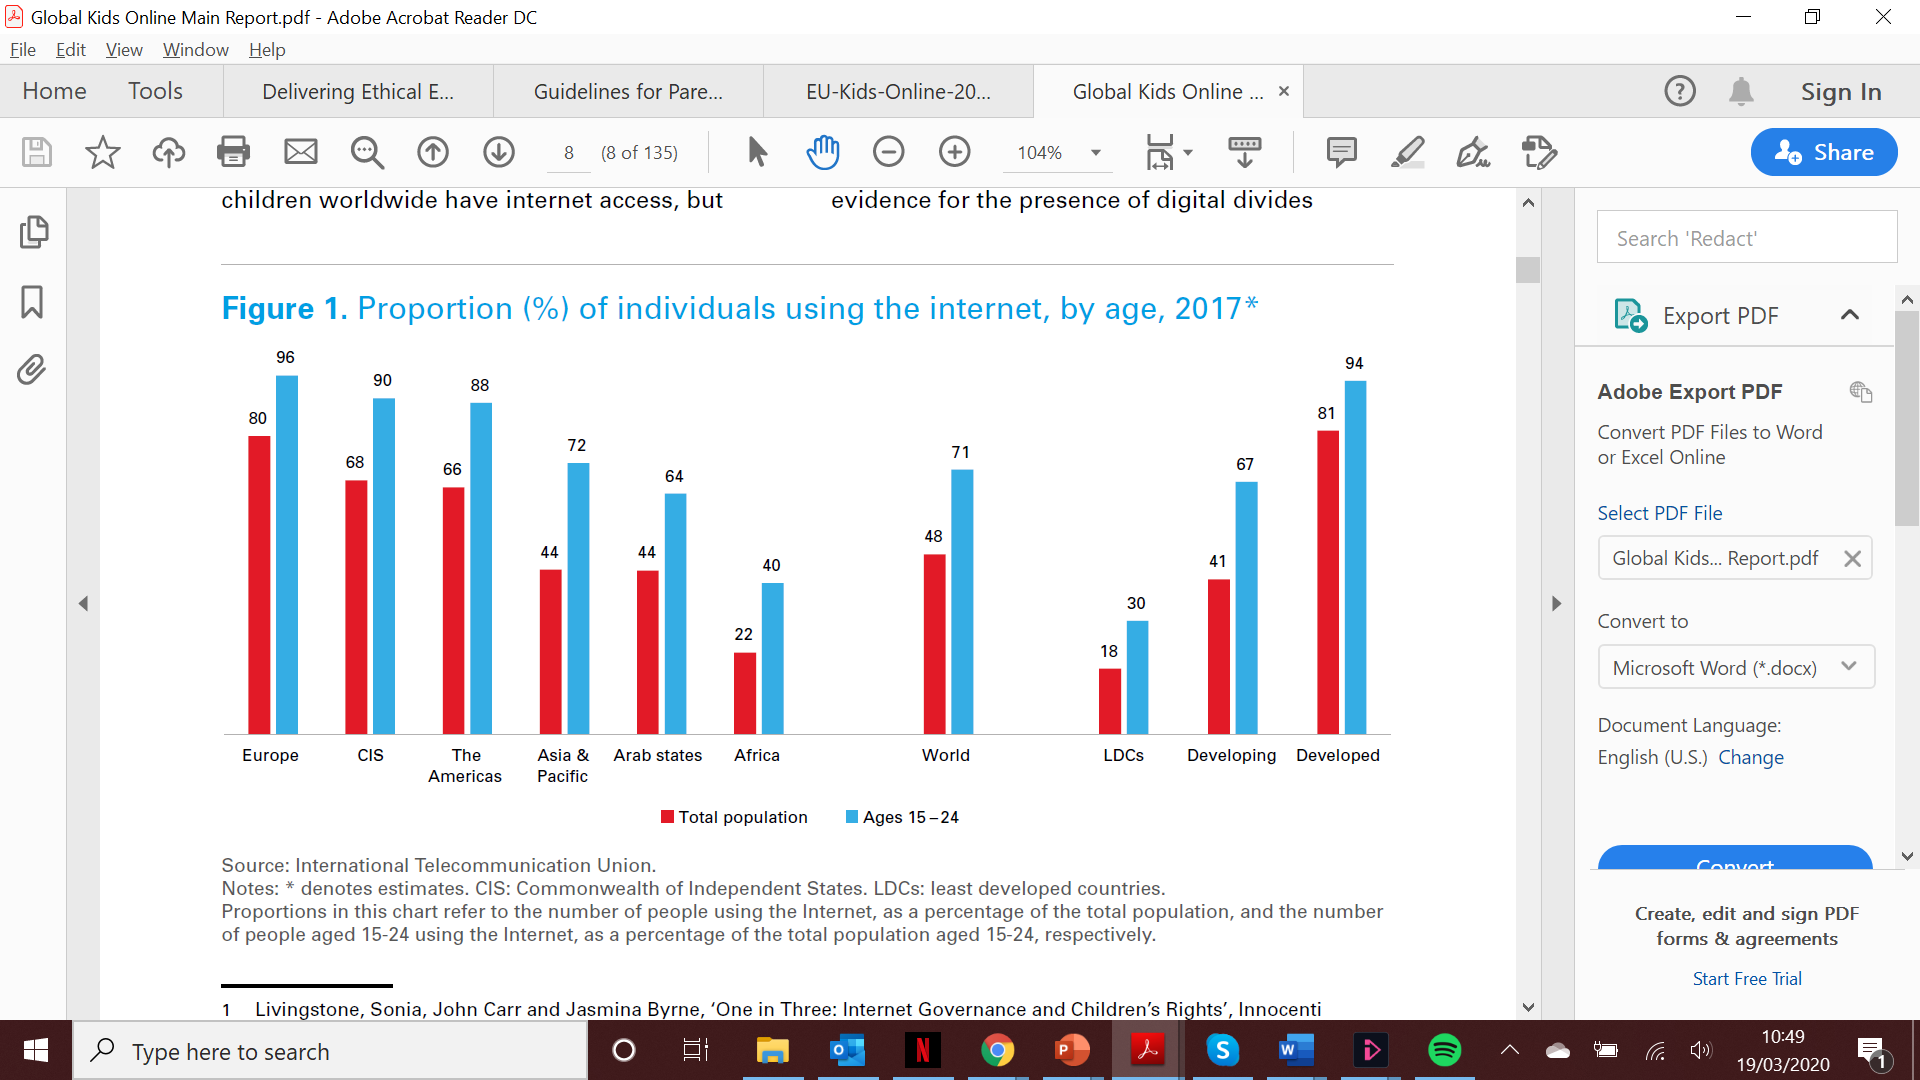 Global Kids Online Main Report.pdf - Adobe Acrobat Reader DC
File Edit View Window Help
Home Tools Delivering Ethical E... Guidelines for Pare... EU-Kids-Online-20... Global Kids Online ... Sign In
8 (8 of 135) 104% Share
children worldwide have internet access, but
evidence for the presence of digital divides
Figure 1. Proportion (%) of individuals using the internet, by age, 2017*
80 96 68 90 66 88 44 72 44 64 22 40 48 71 18 30 41 67 81 94
Europe CIS The Americas Asia & Pacific Arab states Africa World LDCs Developing Developed
Total population Ages 15–24
Source: International Telecommunication Union.
Notes: * denotes estimates. CIS: Commonwealth of Independent States. LDCs: least developed countries.
Proportions in this chart refer to the number of people using the Internet, as a percentage of the total population, and the number
of people aged 15-24 using the Internet, as a percentage of the total population aged 15-24, respectively.
1 Livingstone, Sonia, John Carr and Jasmina Byrne, ‘One in Three: Internet Governance and Children’s Rights’, Innocenti
Search 'Redact'
Export PDF
Adobe Export PDF
Convert PDF Files to Word
or Excel Online
Select PDF File
Global Kids... Report.pdf
Convert to
Microsoft Word (*.docx)
Document Language:
English (U.S.) Change
Convert
Create, edit and sign PDF
forms & agreements
Start Free Trial
Type here to search
10:49
19/03/2020
1